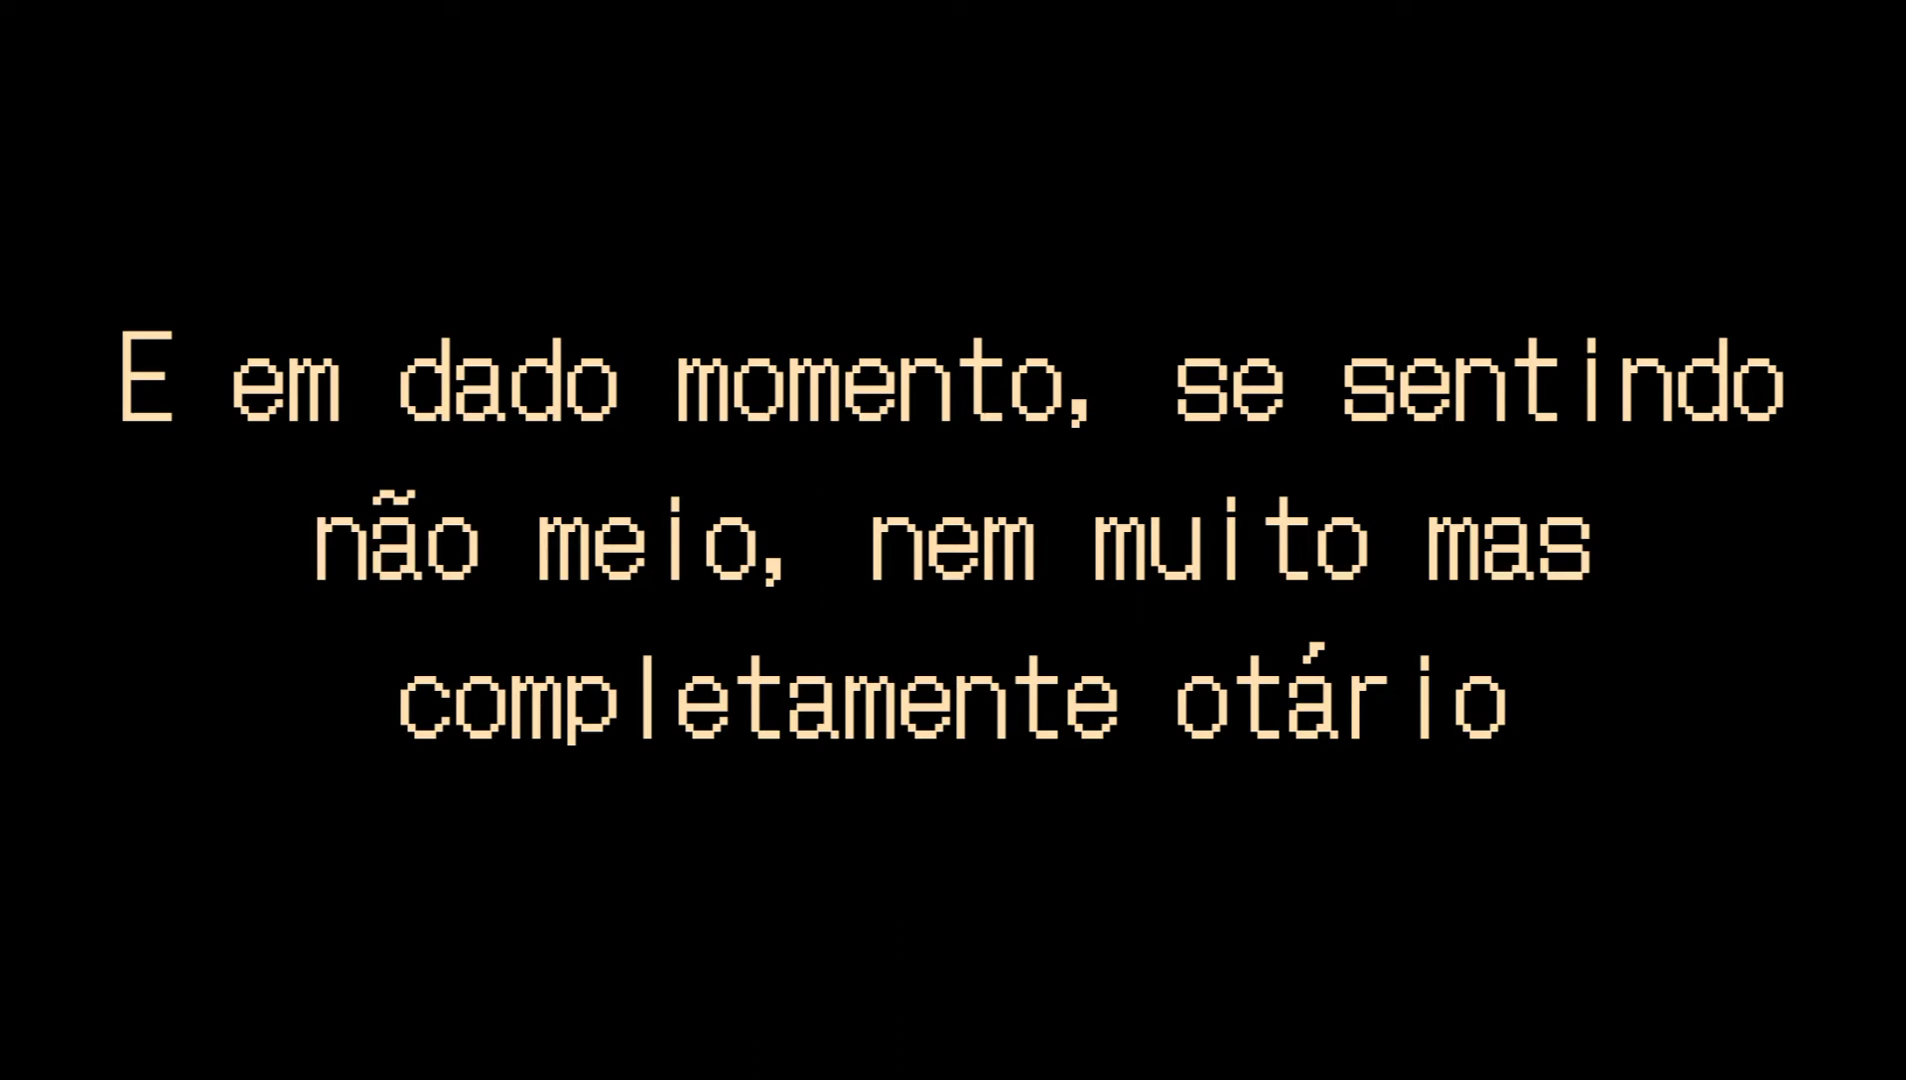 E em dado momento, se sentindo
não meio, nem muito mas
completamente otário